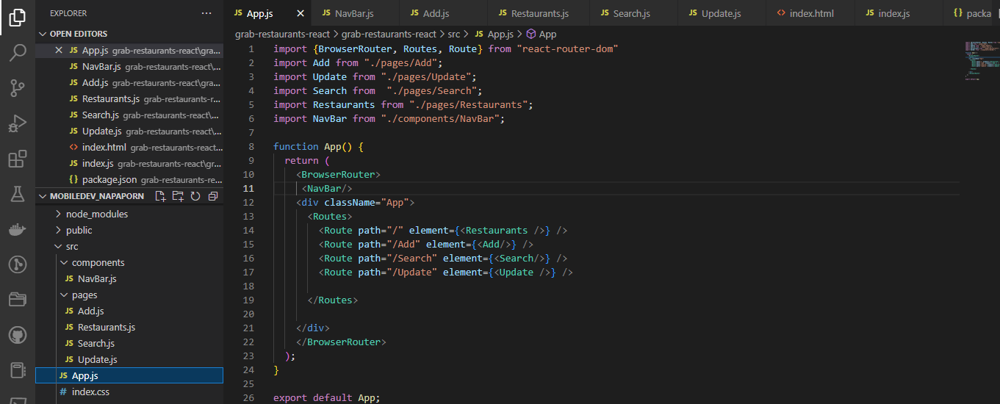 EXPLORER ···
OPEN EDITORS
JS App.js grab-restaurants-react\gra...
JS NavBar.js grab-restaurants-react\...
JS Add.js grab-restaurants-react\gra...
JS Restaurants.js grab-restaurants-r...
JS Search.js grab-restaurants-react\...
JS Update.js grab-restaurants-react\...
<> index.html grab-restaurants-react...
JS index.js grab-restaurants-react\gr...
{} package.json grab-restaurants-re...
MOBILEDEV_NAPAPORN
node_modules
public
src
components
JS NavBar.js
pages
JS Add.js
JS Restaurants.js
JS Search.js
JS Update.js
JS App.js
# index.css
JS App.js JS NavBar.js JS Add.js JS Restaurants.js JS Search.js JS Update.js <> index.html JS index.js {} packa
grab-restaurants-react > grab-restaurants-react > src > JS App.js > App
1 import {BrowserRouter, Routes, Route} from "react-router-dom"
2 import Add from "./pages/Add";
3 import Update from "./pages/Update";
4 import Search from  "./pages/Search";
5 import Restaurants from "./pages/Restaurants";
6 import NavBar from "./components/NavBar";
7
8 function App() {
9   return (
10     <BrowserRouter>
11      <NavBar/>
12     <div className="App">
13       <Routes>
14         <Route path="/" element={<Restaurants />} />
15         <Route path="/Add" element={<Add/>} />
16         <Route path="/Search" element={<Search/>} />
17         <Route path="/Update" element={<Update />} />
18
19       </Routes>
20
21     </div>
22     </BrowserRouter>
23   );
24 }
25
26 export default App;